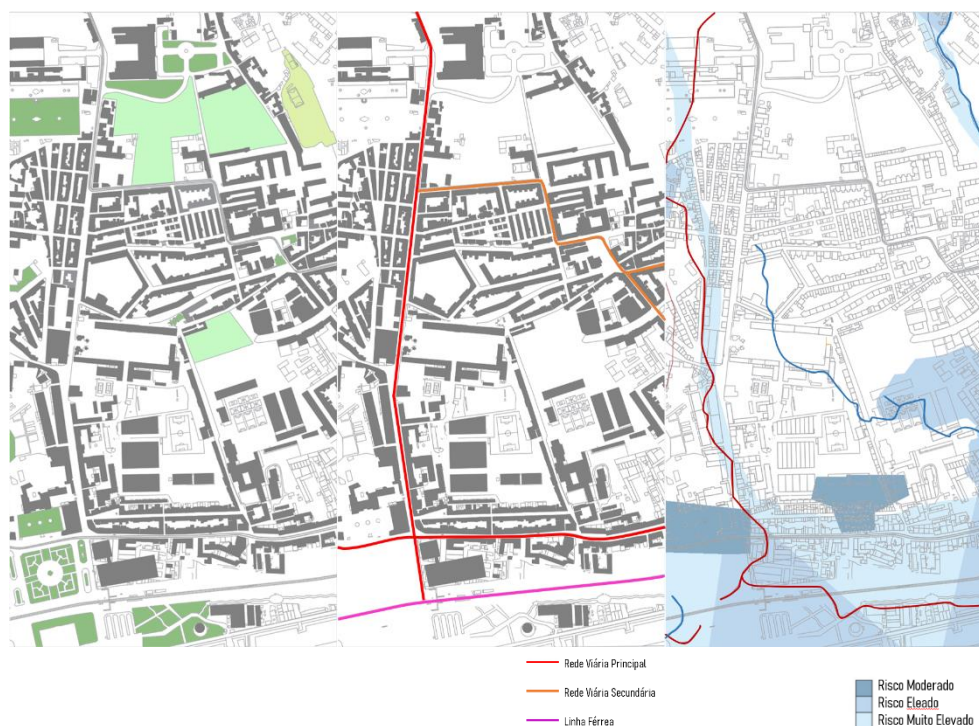 Rede Viária Principal
Rede Viária Secundária
Linha Férrea
Risco Moderado
Risco Eleado
Risco Muito Elevado